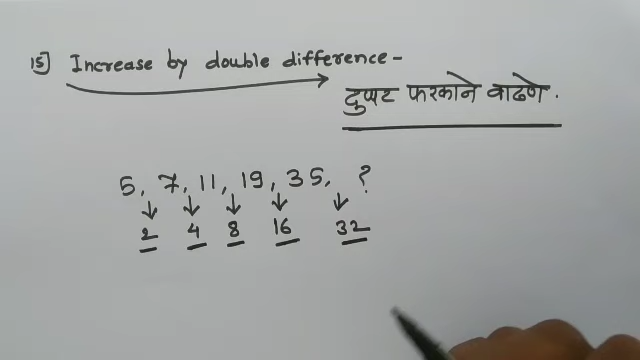 15] Increase by double difference -
दुप्पट फरकाने वाढणे.
5, 7, 11, 19, 35, ?
2 4 8 16 32